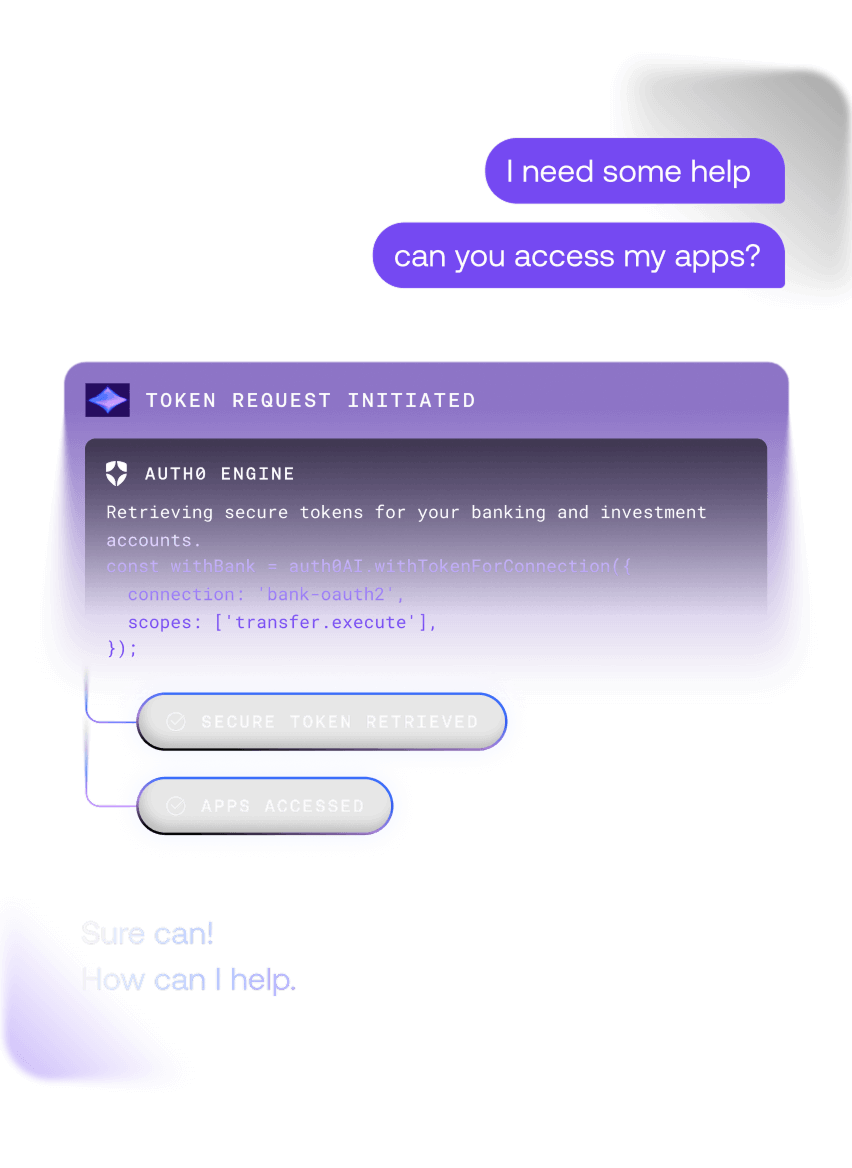 I need some help
can you access my apps?
TOKEN REQUEST INITIATED
AUTH0 ENGINE
Retrieving secure tokens for your banking and investment
accounts.
const withBank = auth0AI.withTokenForConnection({
connection: 'bank-oauth2',
scopes: ['transfer.execute'],
});
SECURE TOKEN RETRIEVED
APPS ACCESSED
Sure can!
How can I help.